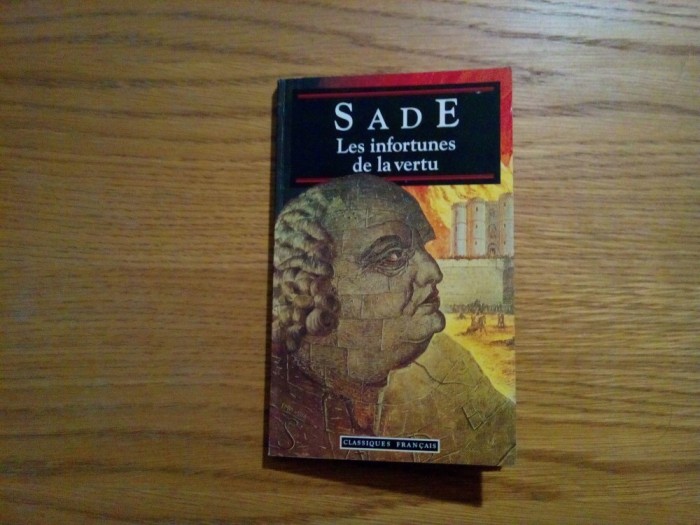 SADE
Les infortunes
de la vertu
CLASSIQUES FRANÇAIS